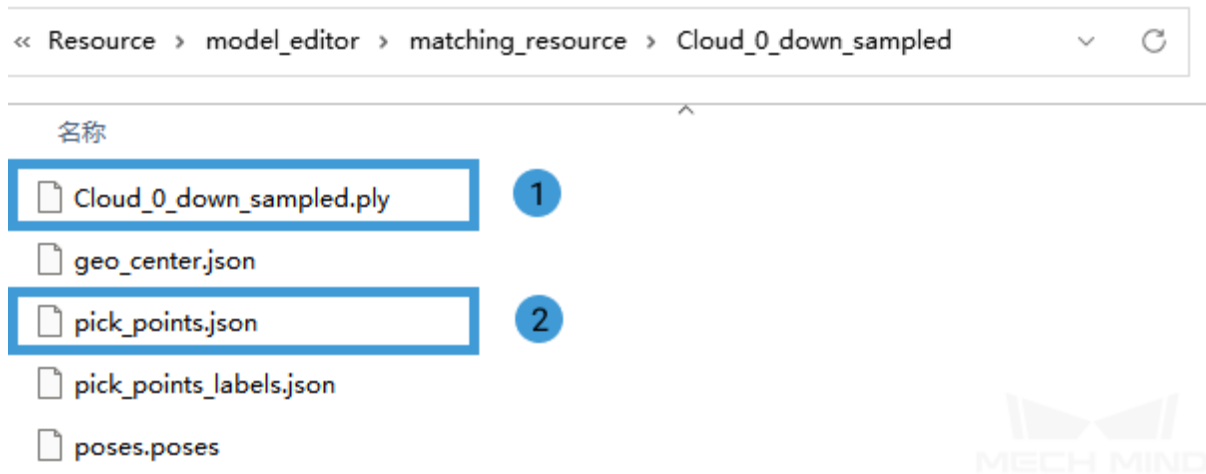 « Resource > model_editor > matching_resource > Cloud_0_down_sampled
名称
Cloud_0_down_sampled.ply 1
geo_center.json
pick_points.json 2
pick_points_labels.json
poses.poses
MECH MIND